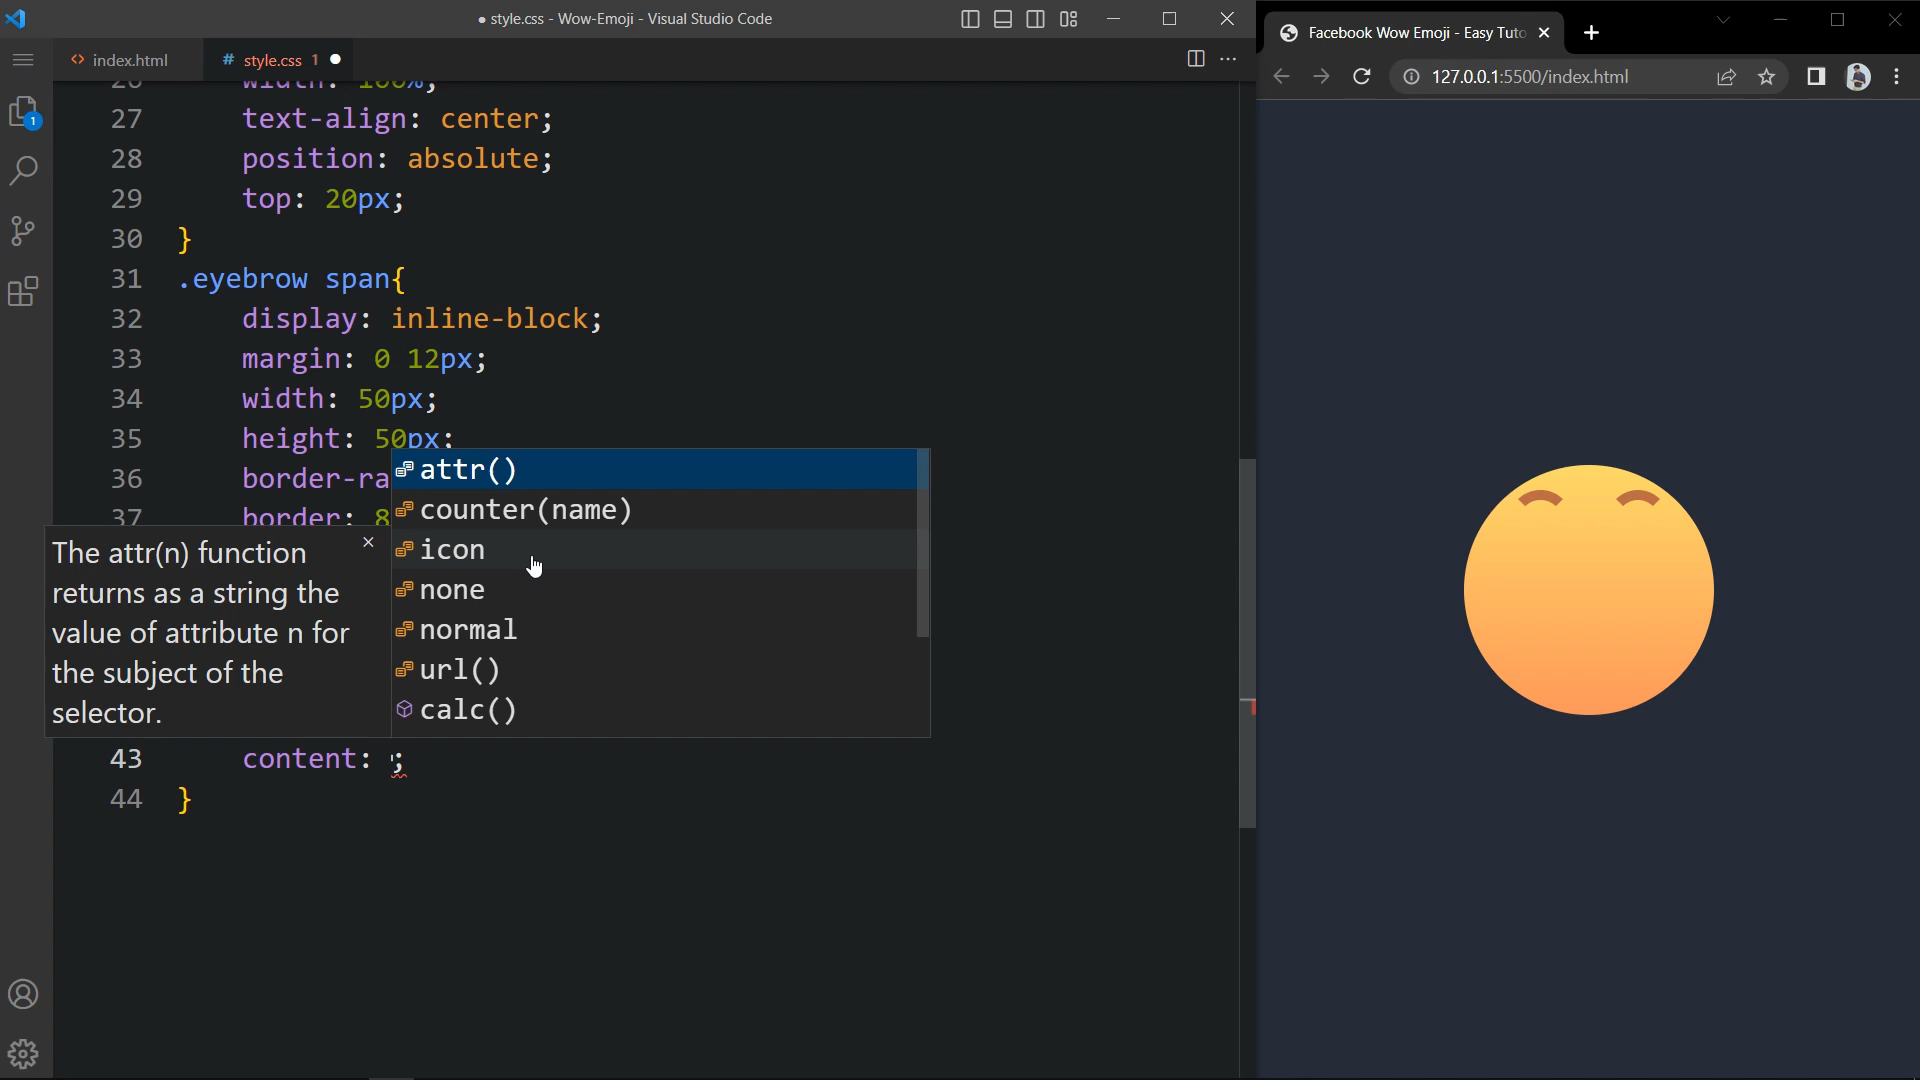 ● style.css - Wow-Emoji - Visual Studio Code
<> index.html
# style.css 1 ●
26 width: 100%;
27 text-align: center;
28 position: absolute;
29 top: 20px;
30 }
31 .eyebrow span{
32 display: inline-block;
33 margin: 0 12px;
34 width: 50px;
35 height: 50px;
36 border-ra
37 border: 8
attr()
counter(name)
icon
none
normal
url()
calc()
The attr(n) function
returns as a string the
value of attribute n for
the subject of the
selector.
×
43 content: ;
44 }
1
Facebook Wow Emoji - Easy Tuto
127.0.0.1:5500/index.html